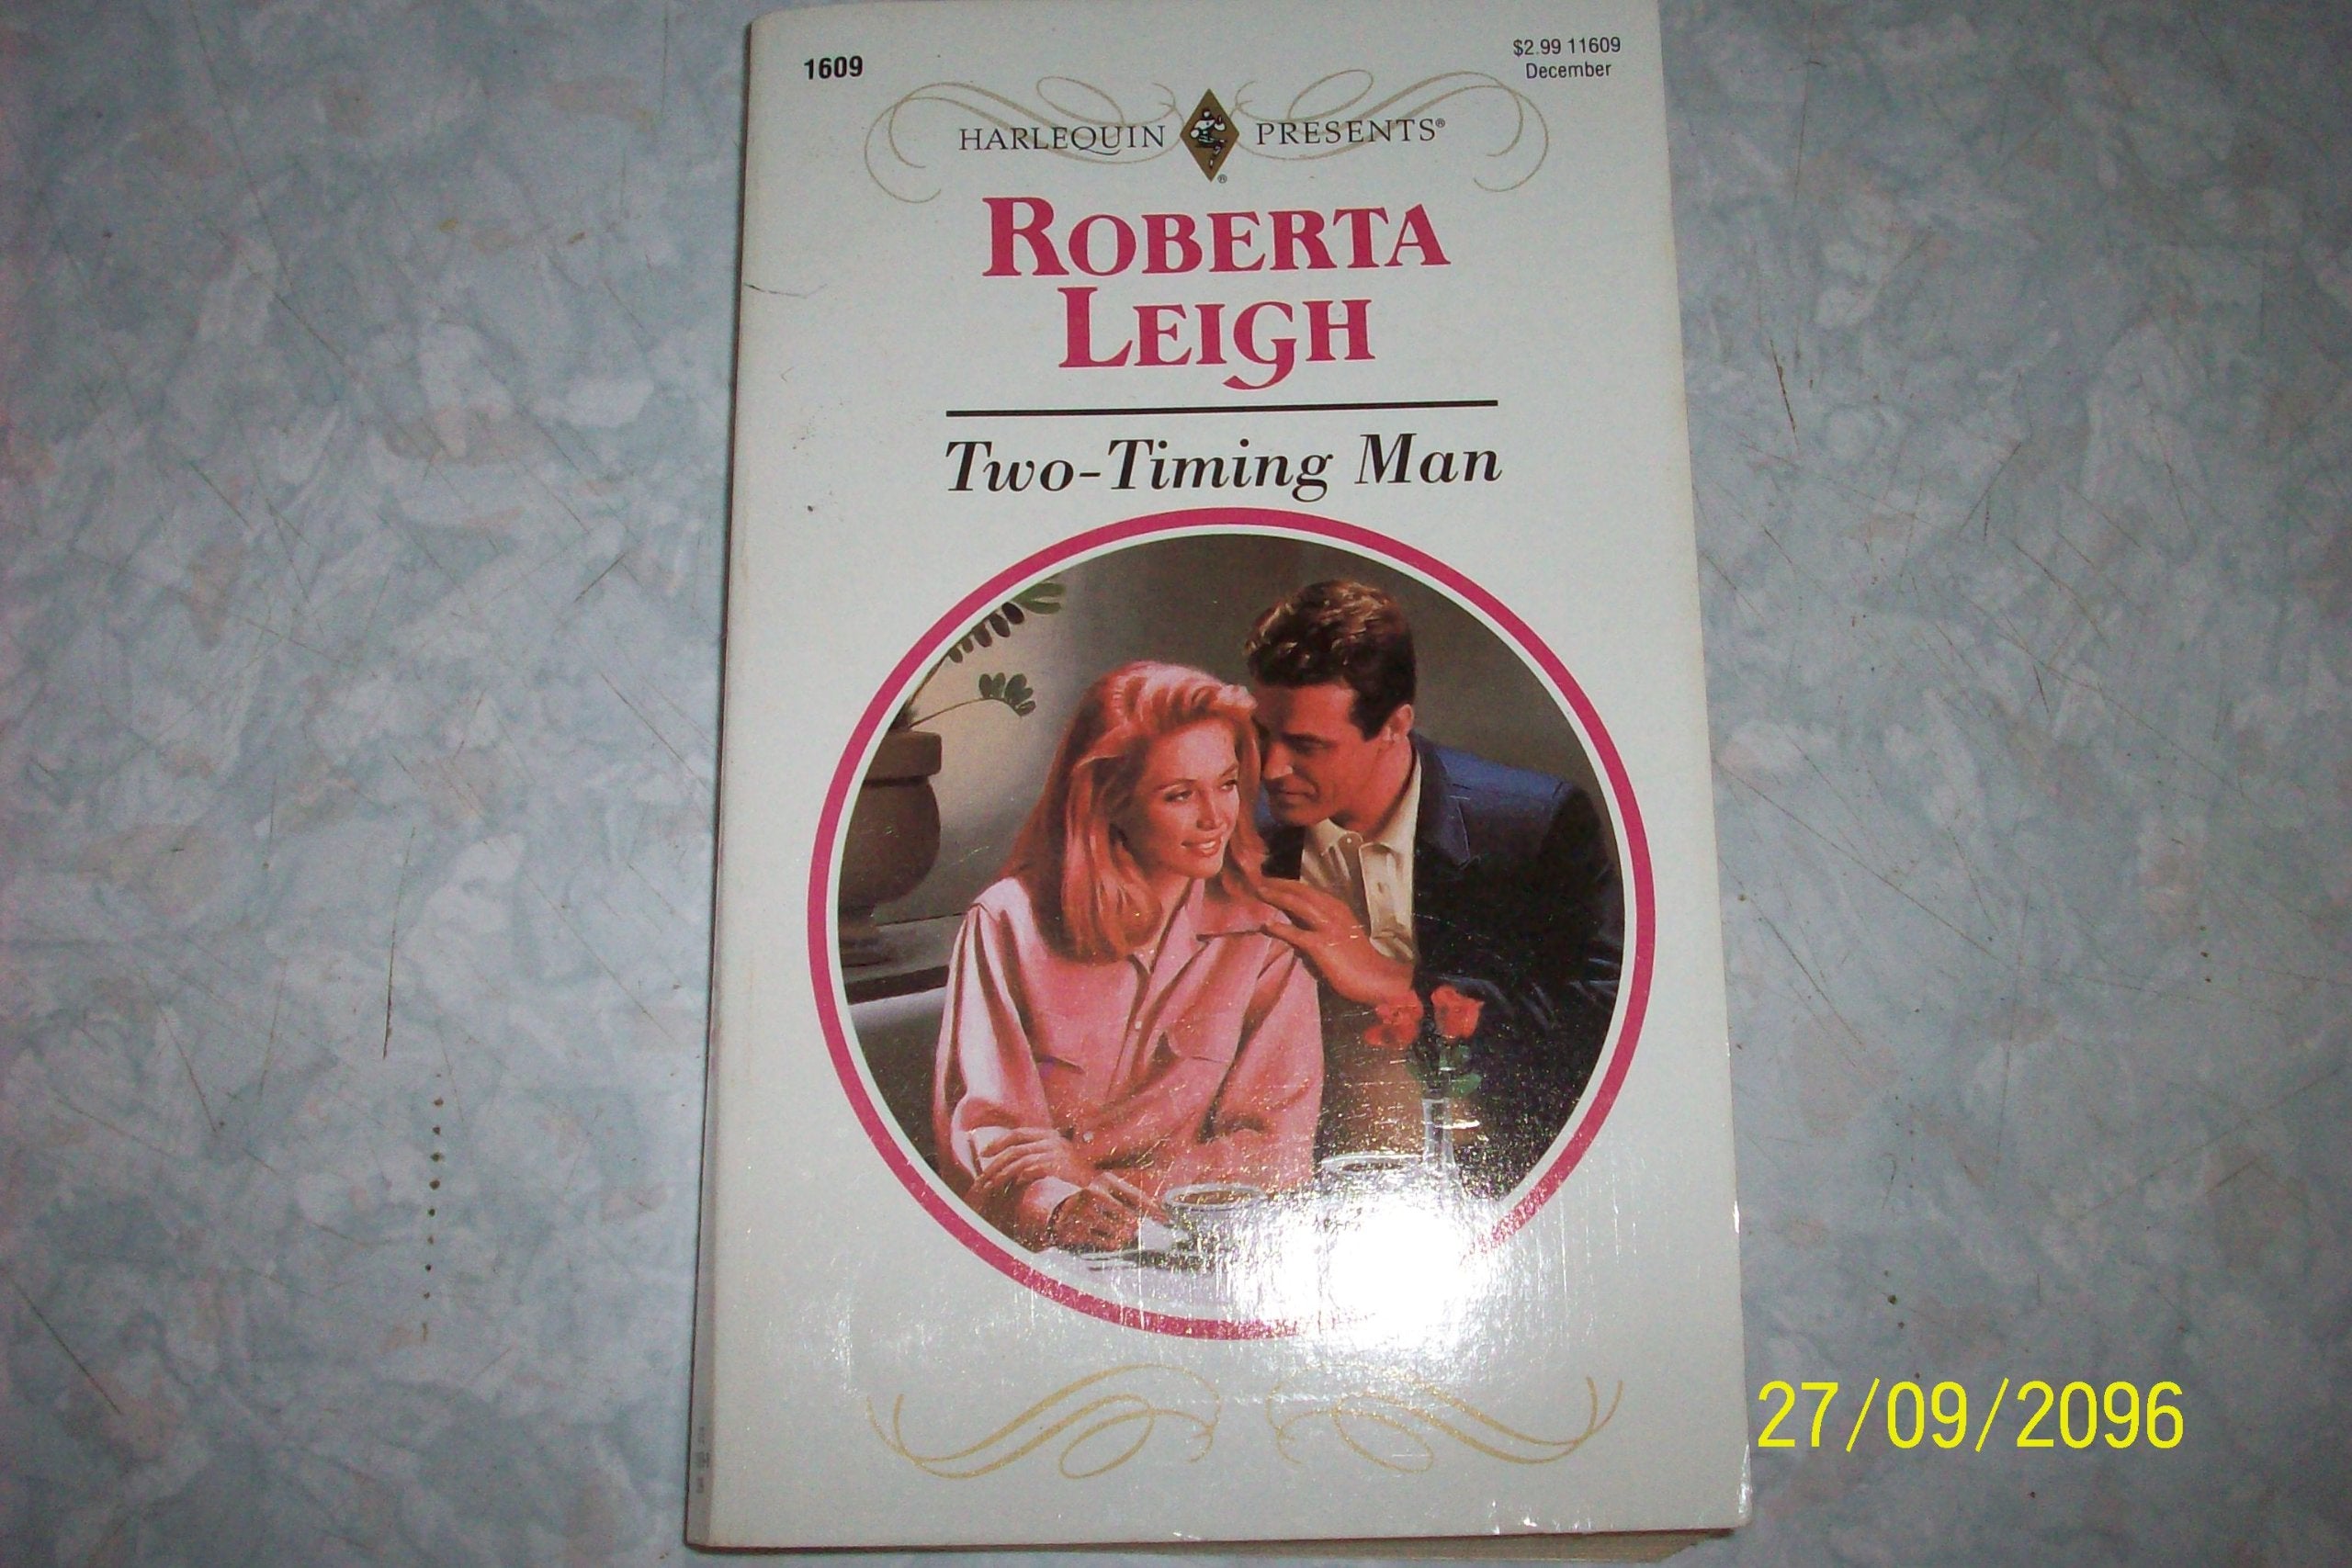 1609
$2.99 11609
December
HARLEQUIN PRESENTS®
ROBERTA
LEIGH
Two-Timing Man
27/09/2096